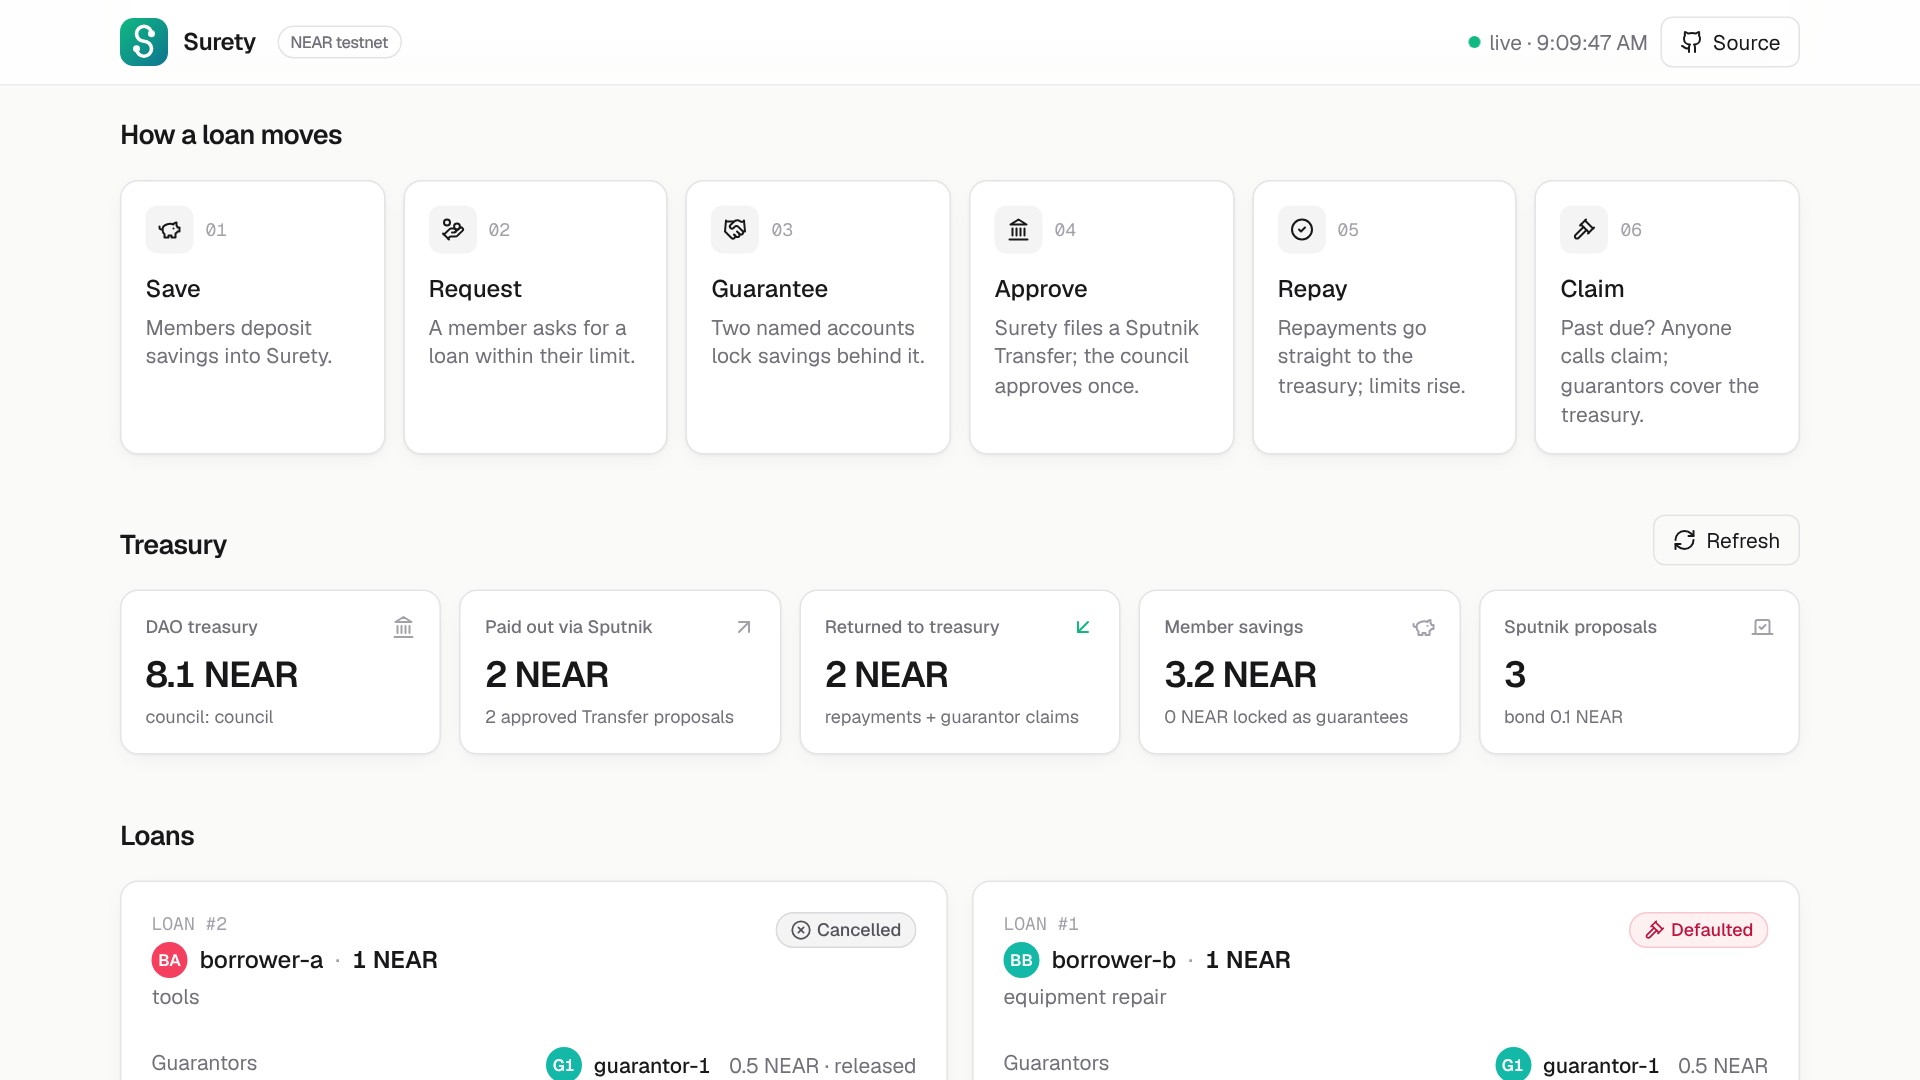 Surety
NEAR testnet
live · 9:09:47 AM
Source
How a loan moves
01
Save
Members deposit
savings into Surety.
02
Request
A member asks for a
loan within their limit.
03
Guarantee
Two named accounts
lock savings behind it.
04
Approve
Surety files a Sputnik
Transfer; the council
approves once.
05
Repay
Repayments go
straight to the
treasury; limits rise.
06
Claim
Past due? Anyone
calls claim;
guarantors cover the
treasury.
Treasury
Refresh
DAO treasury
8.1 NEAR
council: council
Paid out via Sputnik
2 NEAR
2 approved Transfer proposals
Returned to treasury
2 NEAR
repayments + guarantor claims
Member savings
3.2 NEAR
0 NEAR locked as guarantees
Sputnik proposals
3
bond 0.1 NEAR
Loans
LOAN #2
Cancelled
BA borrower-a · 1 NEAR
tools
Guarantors
G1 guarantor-1 0.5 NEAR · released
LOAN #1
Defaulted
BB borrower-b · 1 NEAR
equipment repair
Guarantors
G1 guarantor-1 0.5 NEAR